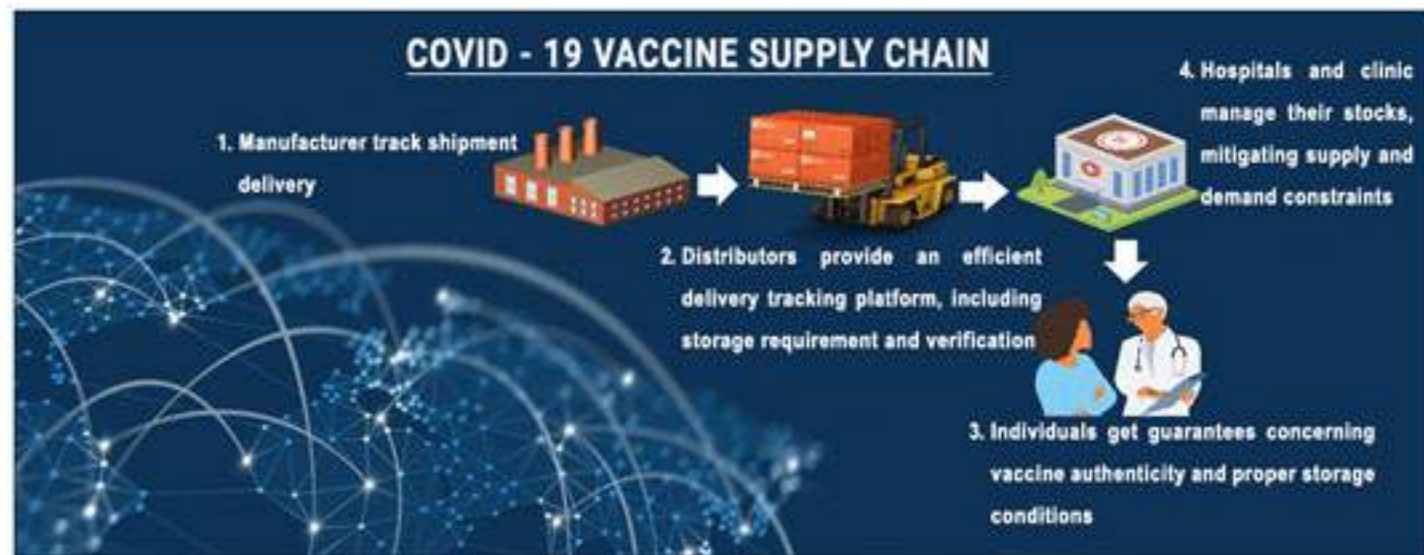 COVID - 19 VACCINE SUPPLY CHAIN
1. Manufacturer track shipment
delivery
2. Distributors provide an efficient
delivery tracking platform, including
storage requirement and verification
3. Individuals get guarantees concerning
vaccine authenticity and proper storage
conditions
4. Hospitals and clinic
manage their stocks,
mitigating supply and
demand constraints